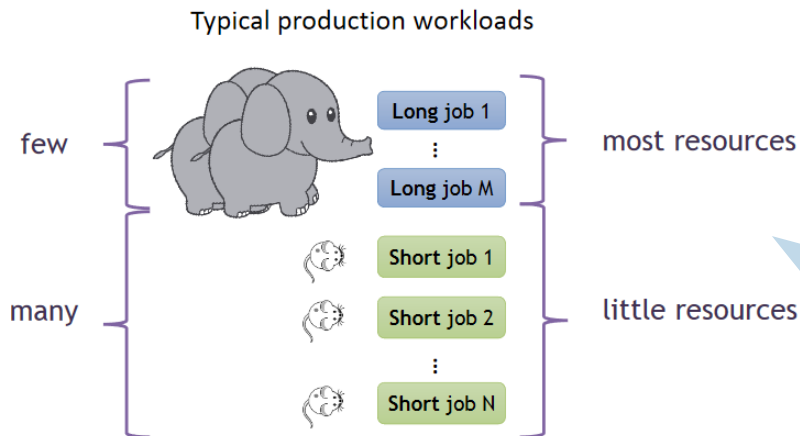 Typical production workloads
few
Long job 1
⋮
Long job M
most resources
many
Short job 1
Short job 2
⋮
Short job N
little resources